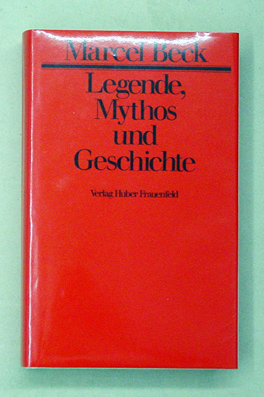 Marcel Beck
Legende,
Mythos
und
Geschichte
Verlag Huber Frauenfeld